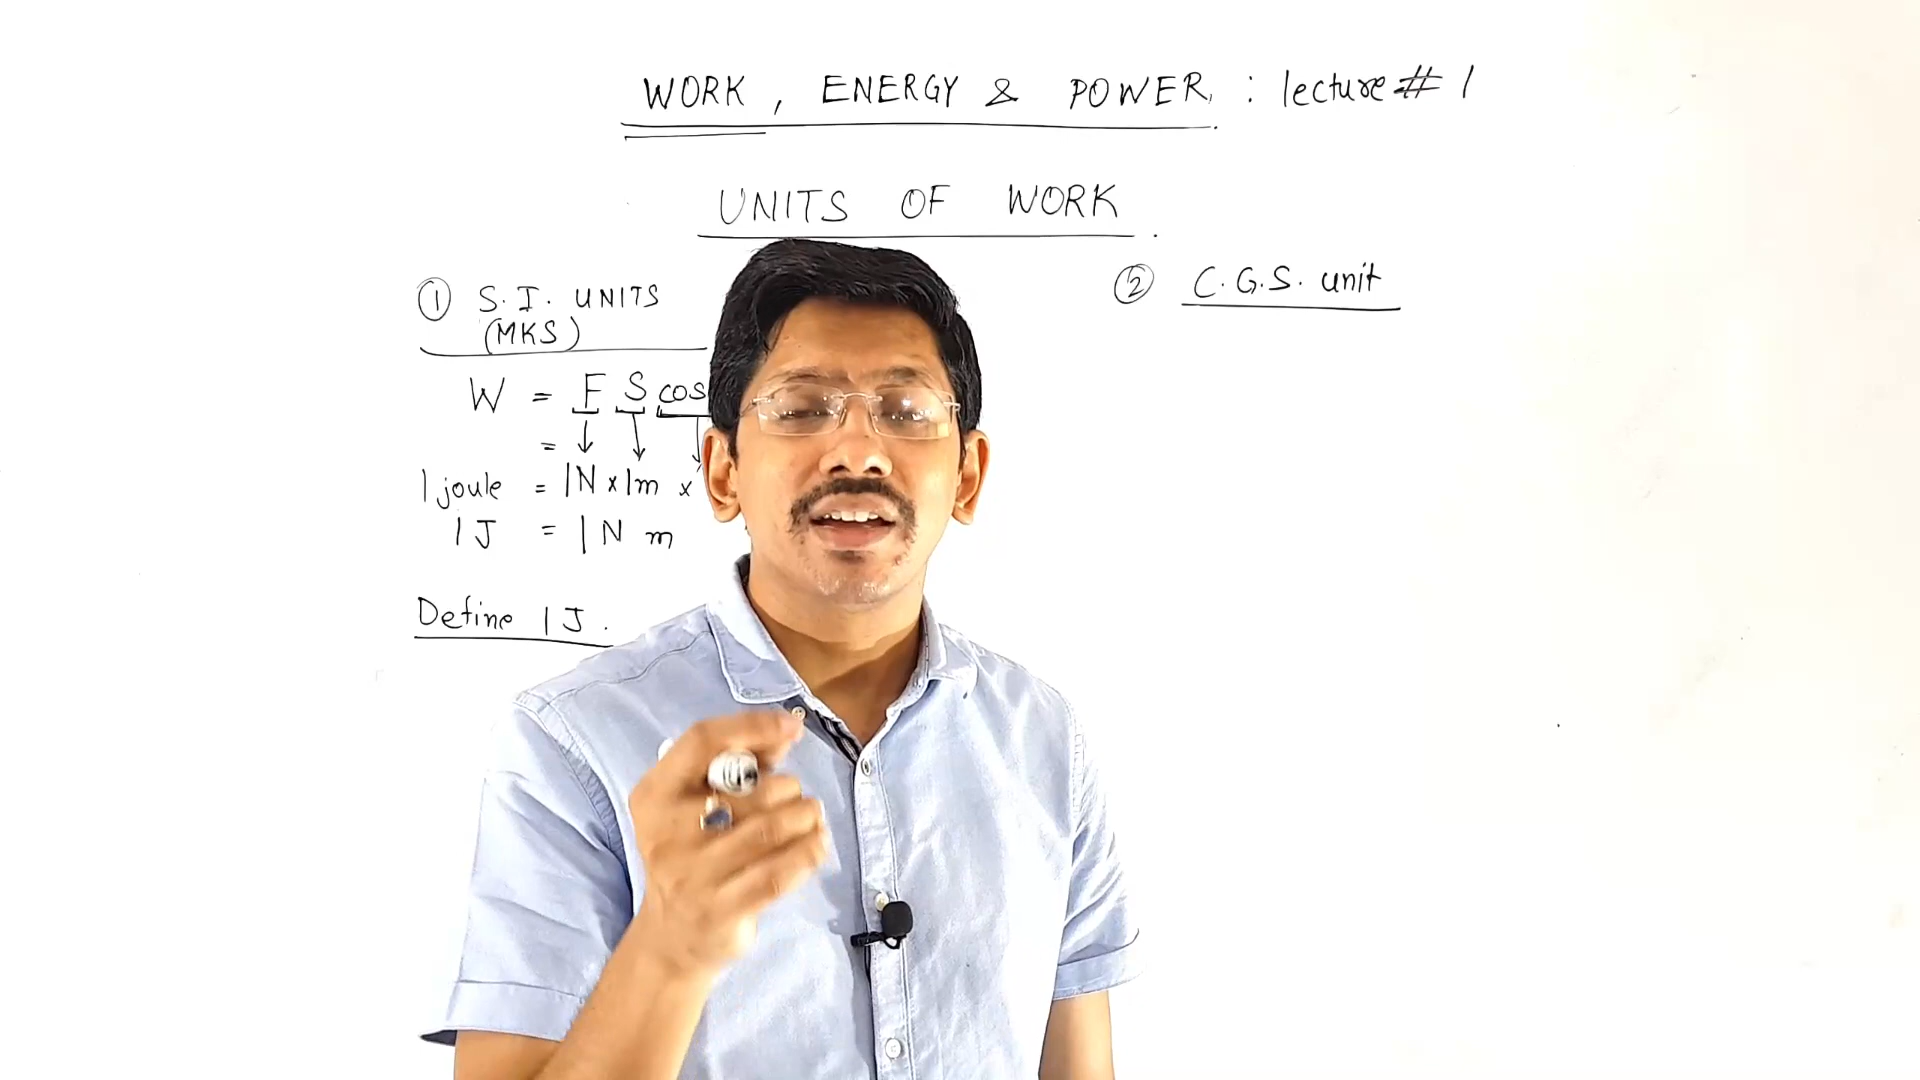 WORK, ENERGY & POWER : lecture # 1
UNITS OF WORK
① S.I. UNITS
(MKS)
W = F S cos
=
1 joule = 1N x 1m x
1 J = 1 N m
Define 1 J.
② C.G.S. unit